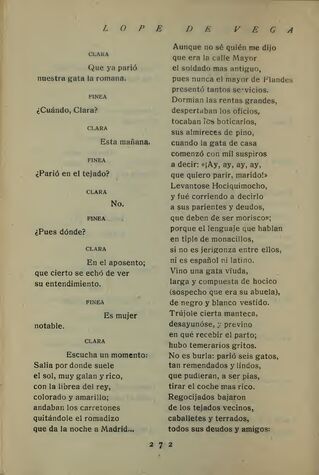 LOPE DE VEGA
CLARA
Que ya parió
nuestra gata la romana.
FINEA
¿Cuándo, Clara?
CLARA
Esta mañana.
FINEA
¿Parió en el tejado?
CLARA
No.
FINEA
¿Pues dónde?
CLARA
En el aposento;
que cierto se echó de ver
su entendimiento.
FINEA
Es mujer
notable.
CLARA
Escucha un momento:
Salía por donde suele
el sol, muy galan y rico,
con la librea del rey,
colorado y amarillo;
andaban los carretones
quitándole el romadizo
que da la noche a Madrid...
Aunque no sé quién me dijo
que era la calle Mayor
el soldado mas antiguo,
pues nunca el mayor de Flandes
presentó tantos servicios.
Dormian las rentas grandes,
despertaban los oficios,
tocaban los boticarios,
sus almireces de pino,
cuando la gata de casa
comenzó con mil suspiros
a decir: «¡Ay, ay, ay, ay,
que quiero parir, marido!»
Levantose Hociquimocho,
y fué corriendo a decirlo
a sus parientes y deudos,
que deben de ser moriscos;
porque el lenguaje que hablan
en tiple de monacillos,
si no es jerigonza entre ellos,
ni es español ni latino.
Vino una gata viuda,
larga y compuesta de hocico
(sospecho que era su abuela),
de negro y blanco vestido.
Trújole cierta manteca,
desayunóse, y previno
en qué recebir el parto;
hubo temerarios gritos.
No es burla: parió seis gatos,
tan remendados y lindos,
que pudieran, a ser pias,
tirar el coche mas rico.
Regocijados bajaron
de los tejados vecinos,
caballetes y terrados,
todos sus deudos y amigos:
272